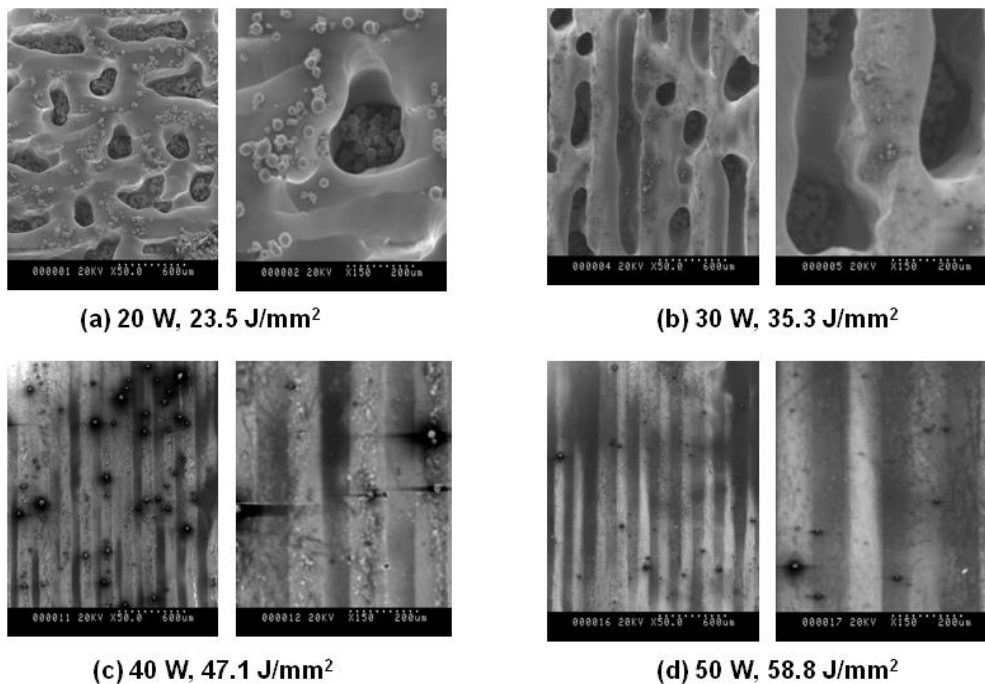 000001 20KV X50.0 600um
000002 20KV X150 200um
000004 20KV X50.0 600um
000005 20KV X150 200um
(a) 20 W, 23.5 J/mm²
(b) 30 W, 35.3 J/mm²
000011 20KV X50.0 600um
000012 20KV X150 200um
000016 20KV X50.0 600um
000017 20KV X150 200um
(c) 40 W, 47.1 J/mm²
(d) 50 W, 58.8 J/mm²